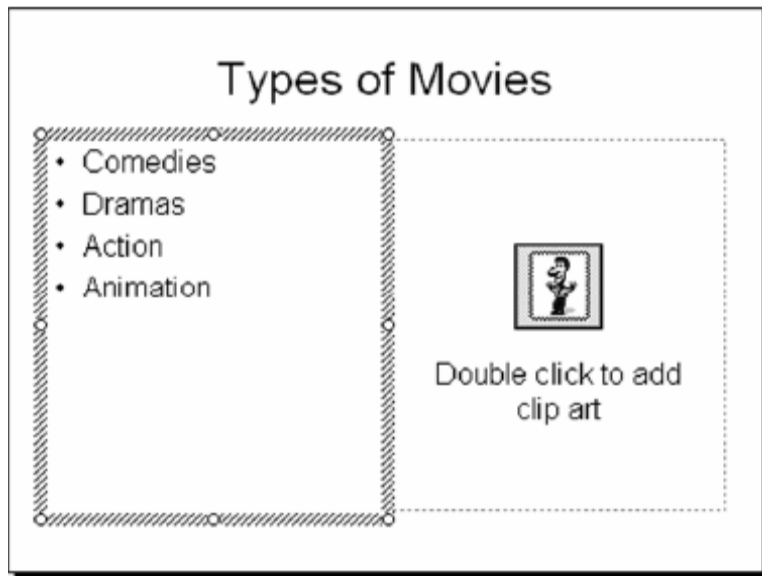 Types of Movies
• Comedies
• Dramas
• Action
• Animation
Double click to add
clip art